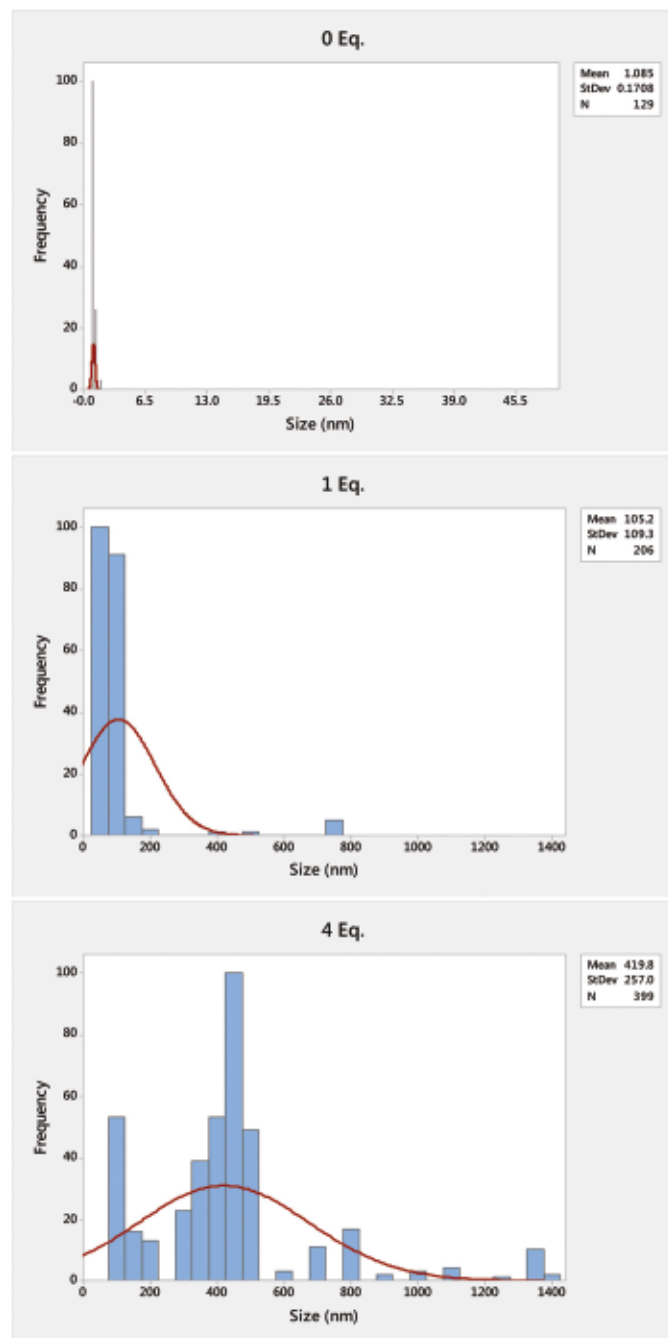 0 Eq.
Mean 1.085
StDev 0.1708
N 129
100
80
60
40
20
0
Frequency
-0.0 6.5 13.0 19.5 26.0 32.5 39.0 45.5
Size (nm)
1 Eq.
Mean 105.2
StDev 109.3
N 206
100
80
60
40
20
0
Frequency
0 200 400 600 800 1000 1200 1400
Size (nm)
4 Eq.
Mean 419.8
StDev 257.0
N 399
100
80
60
40
20
0
Frequency
0 200 400 600 800 1000 1200 1400
Size (nm)